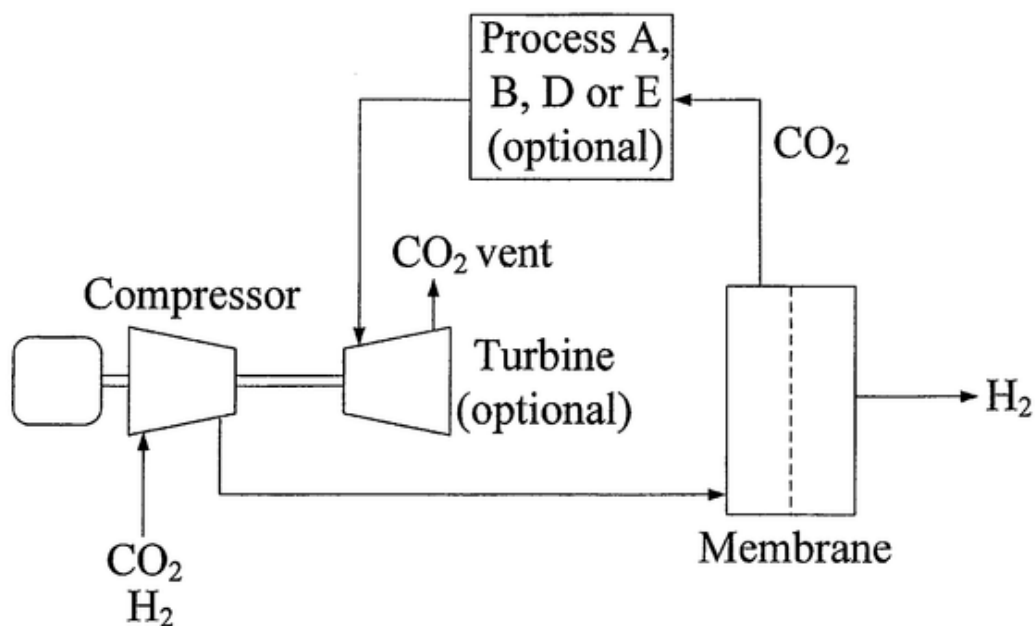 Process A,
B, D or E
(optional)
CO₂
CO₂ vent
Compressor
Turbine
(optional)
H₂
Membrane
CO₂
H₂